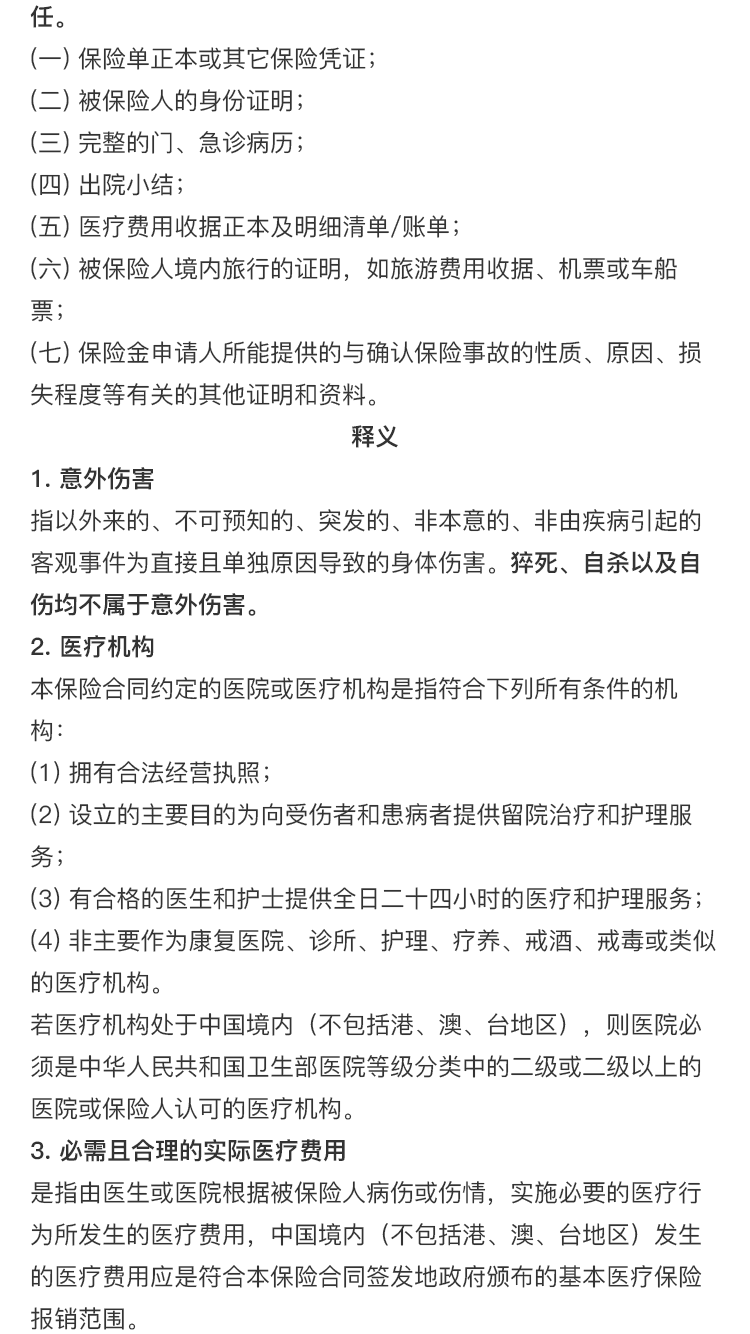 任。
(一) 保险单正本或其它保险凭证；
(二) 被保险人的身份证明；
(三) 完整的门、急诊病历；
(四) 出院小结；
(五) 医疗费用收据正本及明细清单/账单；
(六) 被保险人境内旅行的证明，如旅游费用收据、机票或车船
票；
(七) 保险金申请人所能提供的与确认保险事故的性质、原因、损
失程度等有关的其他证明和资料。
释义
1. 意外伤害
指以外来的、不可预知的、突发的、非本意的、非由疾病引起的
客观事件为直接且单独原因导致的身体伤害。猝死、自杀以及自
伤均不属于意外伤害。
2. 医疗机构
本保险合同约定的医院或医疗机构是指符合下列所有条件的机
构：
(1) 拥有合法经营执照；
(2) 设立的主要目的为向受伤者和患病者提供留院治疗和护理服
务；
(3) 有合格的医生和护士提供全日二十四小时的医疗和护理服务；
(4) 非主要作为康复医院、诊所、护理、疗养、戒酒、戒毒或类似
的医疗机构。
若医疗机构处于中国境内（不包括港、澳、台地区），则医院必
须是中华人民共和国卫生部医院等级分类中的二级或二级以上的
医院或保险人认可的医疗机构。
3. 必需且合理的实际医疗费用
是指由医生或医院根据被保险人病伤或伤情，实施必要的医疗行
为所发生的医疗费用，中国境内（不包括港、澳、台地区）发生
的医疗费用应是符合本保险合同签发地政府颁布的基本医疗保险
报销范围。